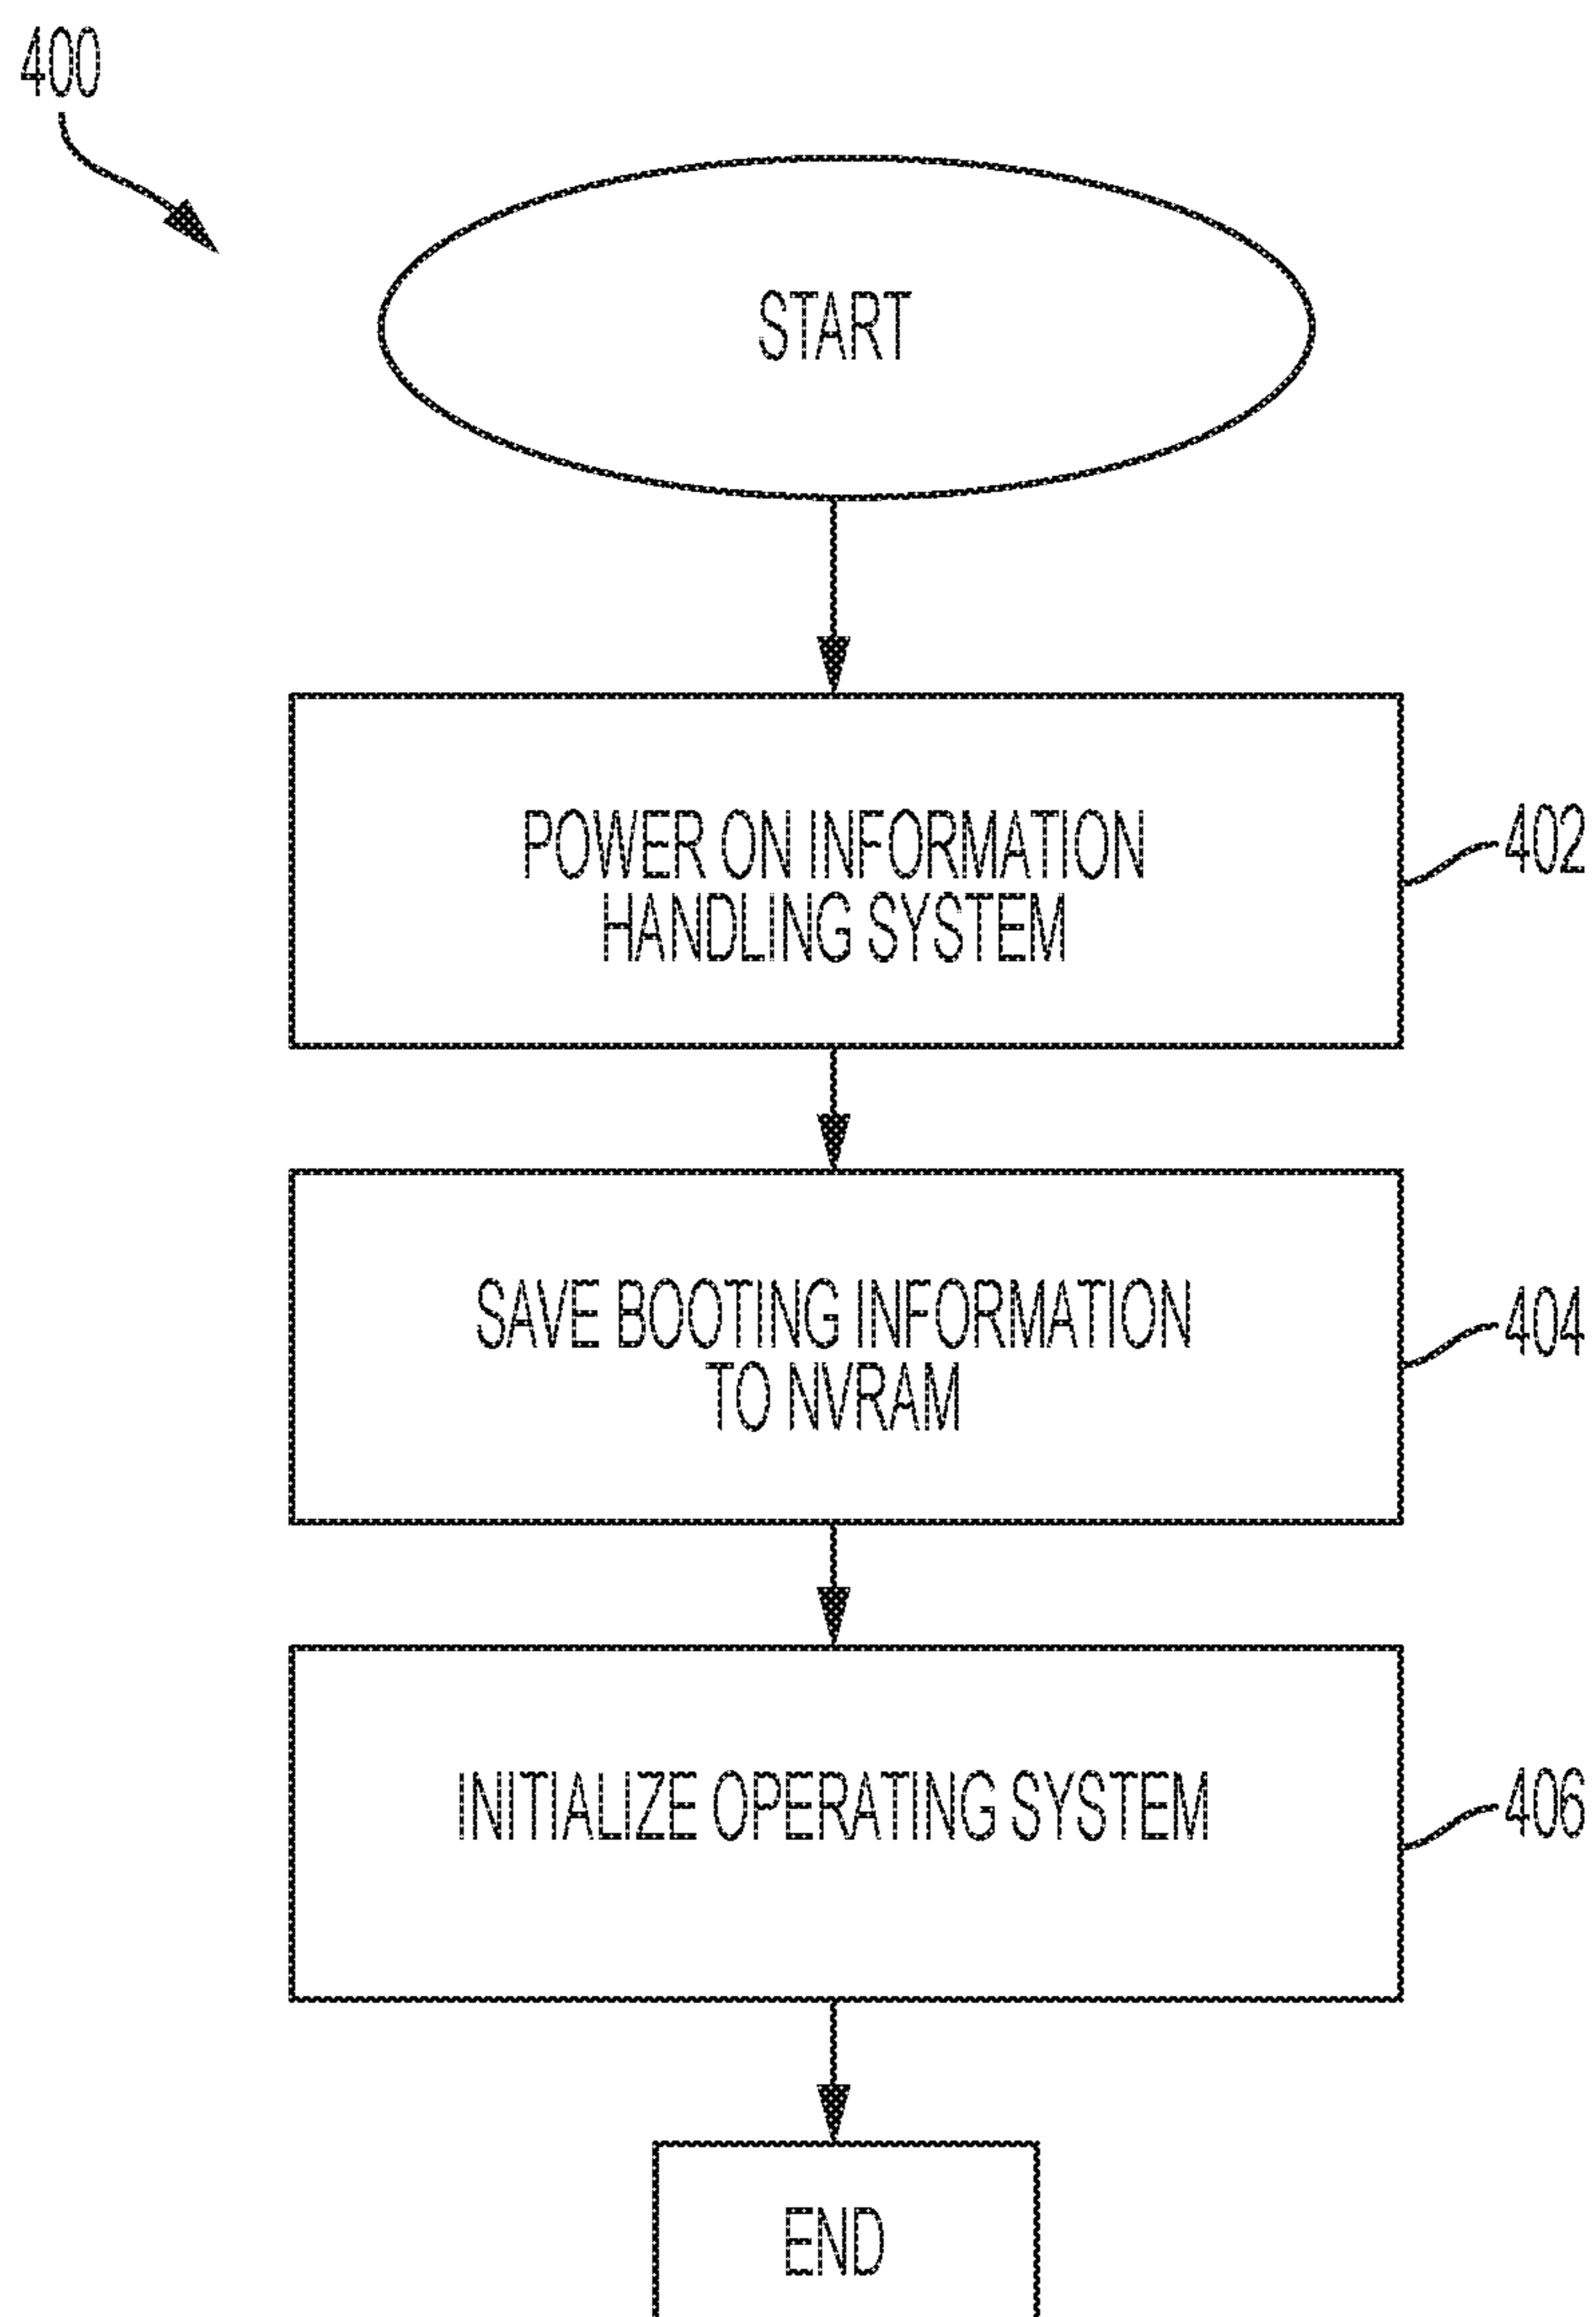 400
START
POWER ON INFORMATION
HANDLING SYSTEM
402
SAVE BOOTING INFORMATION
TO NVRAM
404
INITIALIZE OPERATING SYSTEM
406
END